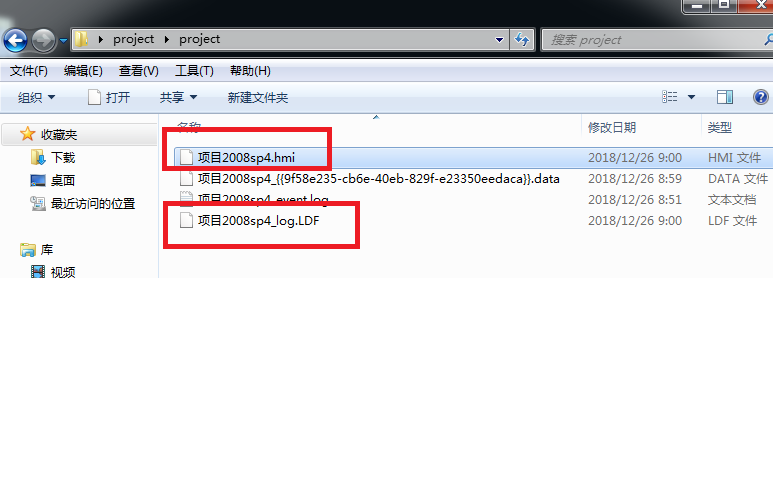 project ▸ project
搜索 project
文件(F) 编辑(E) 查看(V) 工具(T) 帮助(H)
组织 打开 共享 新建文件夹
名称 修改日期 类型
收藏夹
下载
桌面
最近访问的位置
库
视频
项目2008sp4.hmi 2018/12/26 9:00 HMI 文件
项目2008sp4_{{9f58e235-cb6e-40eb-829f-e23350eedaca}}.data 2018/12/26 8:59 DATA 文件
项目2008sp4_event.log 2018/12/26 8:51 文本文档
项目2008sp4_log.LDF 2018/12/26 9:00 LDF 文件